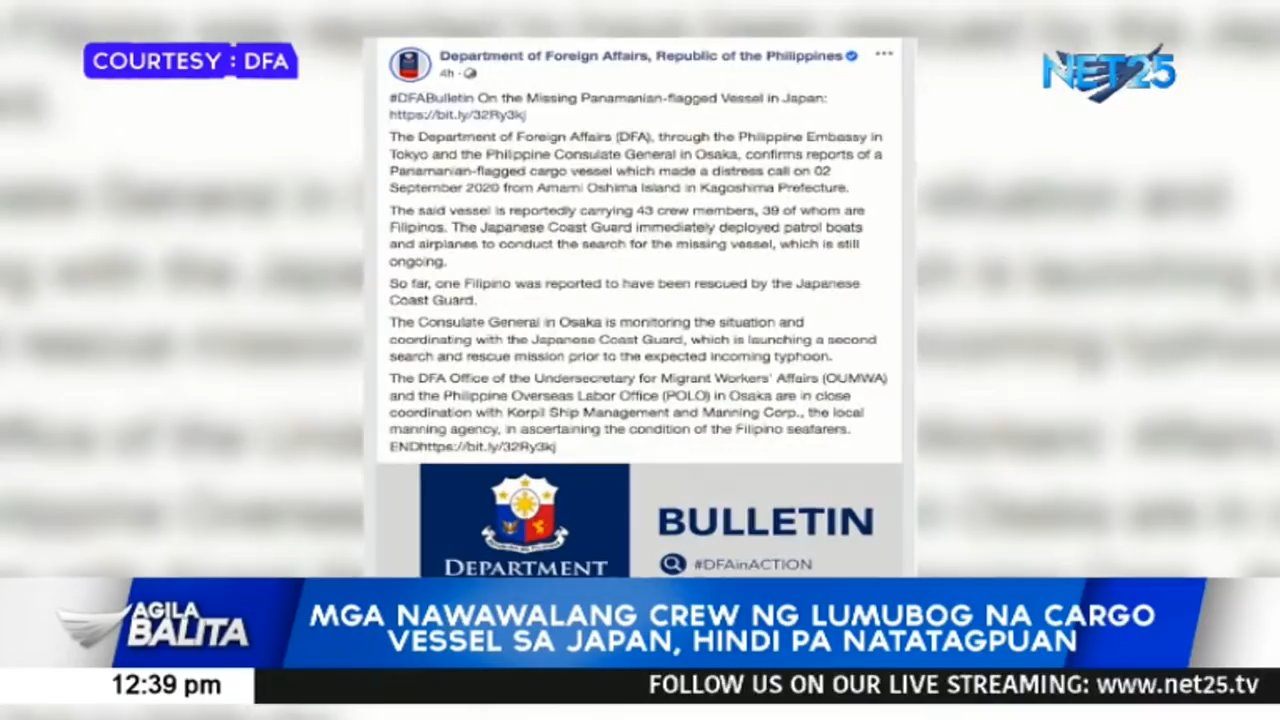 COURTESY : DFA
NET25
Department of Foreign Affairs, Republic of the Philippines
4h ·
#DFABulletin On the Missing Panamanian-flagged Vessel in Japan:
https://bit.ly/32Ry3kj
The Department of Foreign Affairs (DFA), through the Philippine Embassy in
Tokyo and the Philippine Consulate General in Osaka, confirms reports of a
Panamanian-flagged cargo vessel which made a distress call on 02
September 2020 from Amami Oshima Island in Kagoshima Prefecture.
The said vessel is reportedly carrying 43 crew members, 39 of whom are
Filipinos. The Japanese Coast Guard immediately deployed patrol boats
and airplanes to conduct the search for the missing vessel, which is still
ongoing.
So far, one Filipino was reported to have been rescued by the Japanese
Coast Guard.
The Consulate General in Osaka is monitoring the situation and
coordinating with the Japanese Coast Guard, which is launching a second
search and rescue mission prior to the expected incoming typhoon.
The DFA Office of the Undersecretary for Migrant Workers' Affairs (OUMWA)
and the Philippine Overseas Labor Office (POLO) in Osaka are in close
coordination with Korpil Ship Management and Manning Corp., the local
manning agency, in ascertaining the condition of the Filipino seafarers.
ENDhttps://bit.ly/32Ry3kj
DEPARTMENT
BULLETIN
#DFAinACTION
AGILA
BALITA
MGA NAWAWALANG CREW NG LUMUBOG NA CARGO
VESSEL SA JAPAN, HINDI PA NATATAGPUAN
12:39 pm
FOLLOW US ON OUR LIVE STREAMING: www.net25.tv